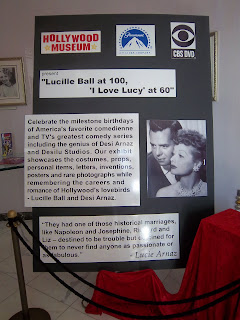 HOLLYWOOD
MUSEUM
Paramount
CBS DVD
present
"Lucille Ball at 100,
'I Love Lucy' at 60"
Celebrate the milestone birthdays
of America's favorite comedienne
and TV's greatest comedy series
including the genius of Desi Arnaz
and Desilu Studios. Our exhibit
showcases the costumes, props,
personal items, letters, inventions,
posters and rare photographs while
remembering the careers and
romance of Hollywood's lovebirds
- Lucille Ball and Desi Arnaz.
"They had one of those historical marriages,
like Napoleon and Josephine, Richard and
Liz – destined to be trouble but destined for
them to never find anyone as passionate or
as fabulous."
- Lucie Arnaz